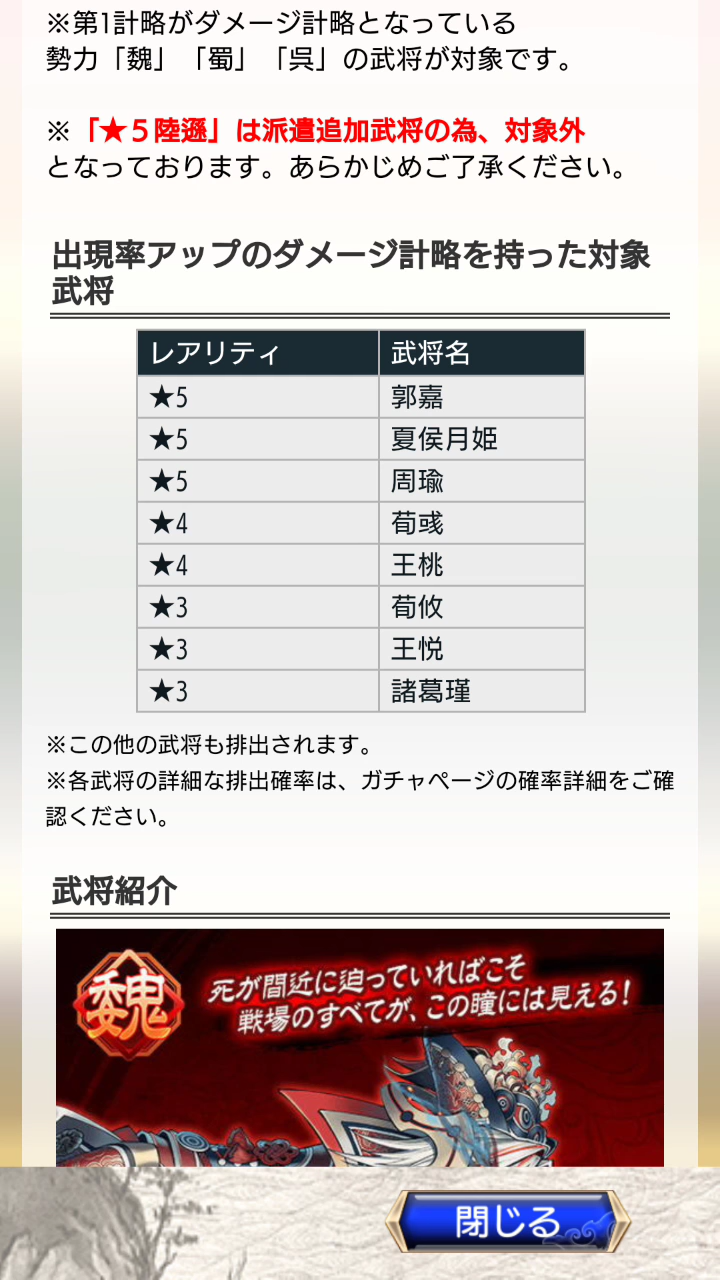 ※第1計略がダメージ計略となっている
勢力「魏」「蜀」「呉」の武将が対象です。
※「★５陸遜」は派遣追加武将の為、対象外
となっております。あらかじめご了承ください。
出現率アップのダメージ計略を持った対象
武将
レアリティ 武将名
★5 郭嘉
★5 夏侯月姫
★5 周瑜
★4 荀彧
★4 王桃
★3 荀攸
★3 王悦
★3 諸葛瑾
※この他の武将も排出されます。
※各武将の詳細な排出確率は、ガチャページの確率詳細をご確
認ください。
武将紹介
魏
死が間近に迫っていればこそ
戦場のすべてが、この瞳には見える！
閉じる